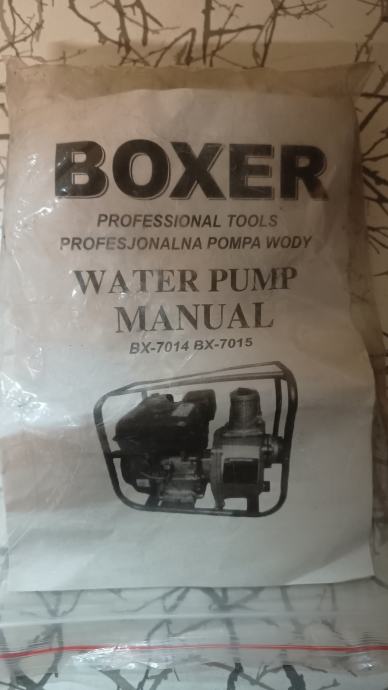 BOXER
PROFESSIONAL TOOLS
PROFESJONALNA POMPA WODY
WATER PUMP
MANUAL
BX-7014 BX-7015